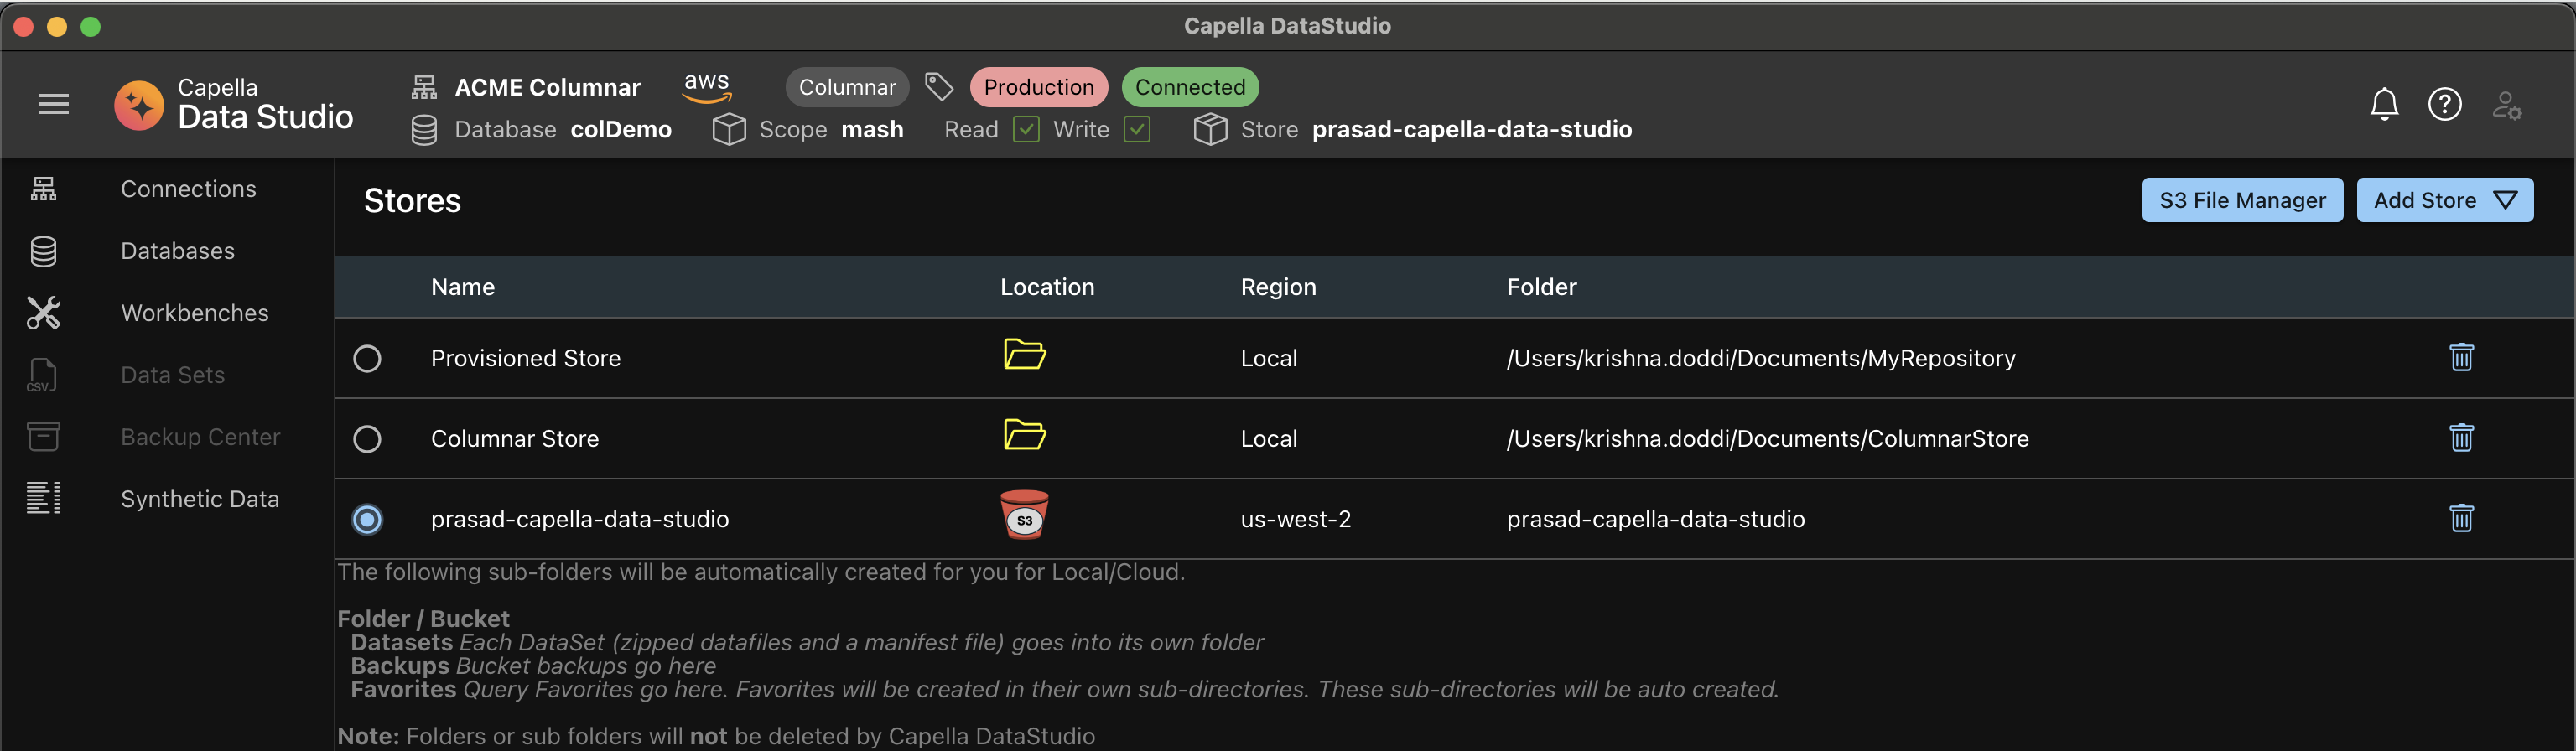 Capella DataStudio
Capella
Data Studio
ACME Columnar aws Columnar Production Connected
Database colDemo Scope mash Read Write Store prasad-capella-data-studio
Connections
Databases
Workbenches
CSV Data Sets
Backup Center
Synthetic Data
Stores S3 File Manager Add Store
Name Location Region Folder
Provisioned Store Local /Users/krishna.doddi/Documents/MyRepository
Columnar Store Local /Users/krishna.doddi/Documents/ColumnarStore
prasad-capella-data-studio S3 us-west-2 prasad-capella-data-studio
The following sub-folders will be automatically created for you for Local/Cloud.
Folder / Bucket
Datasets Each DataSet (zipped datafiles and a manifest file) goes into its own folder
Backups Bucket backups go here
Favorites Query Favorites go here. Favorites will be created in their own sub-directories. These sub-directories will be auto created.
Note: Folders or sub folders will not be deleted by Capella DataStudio